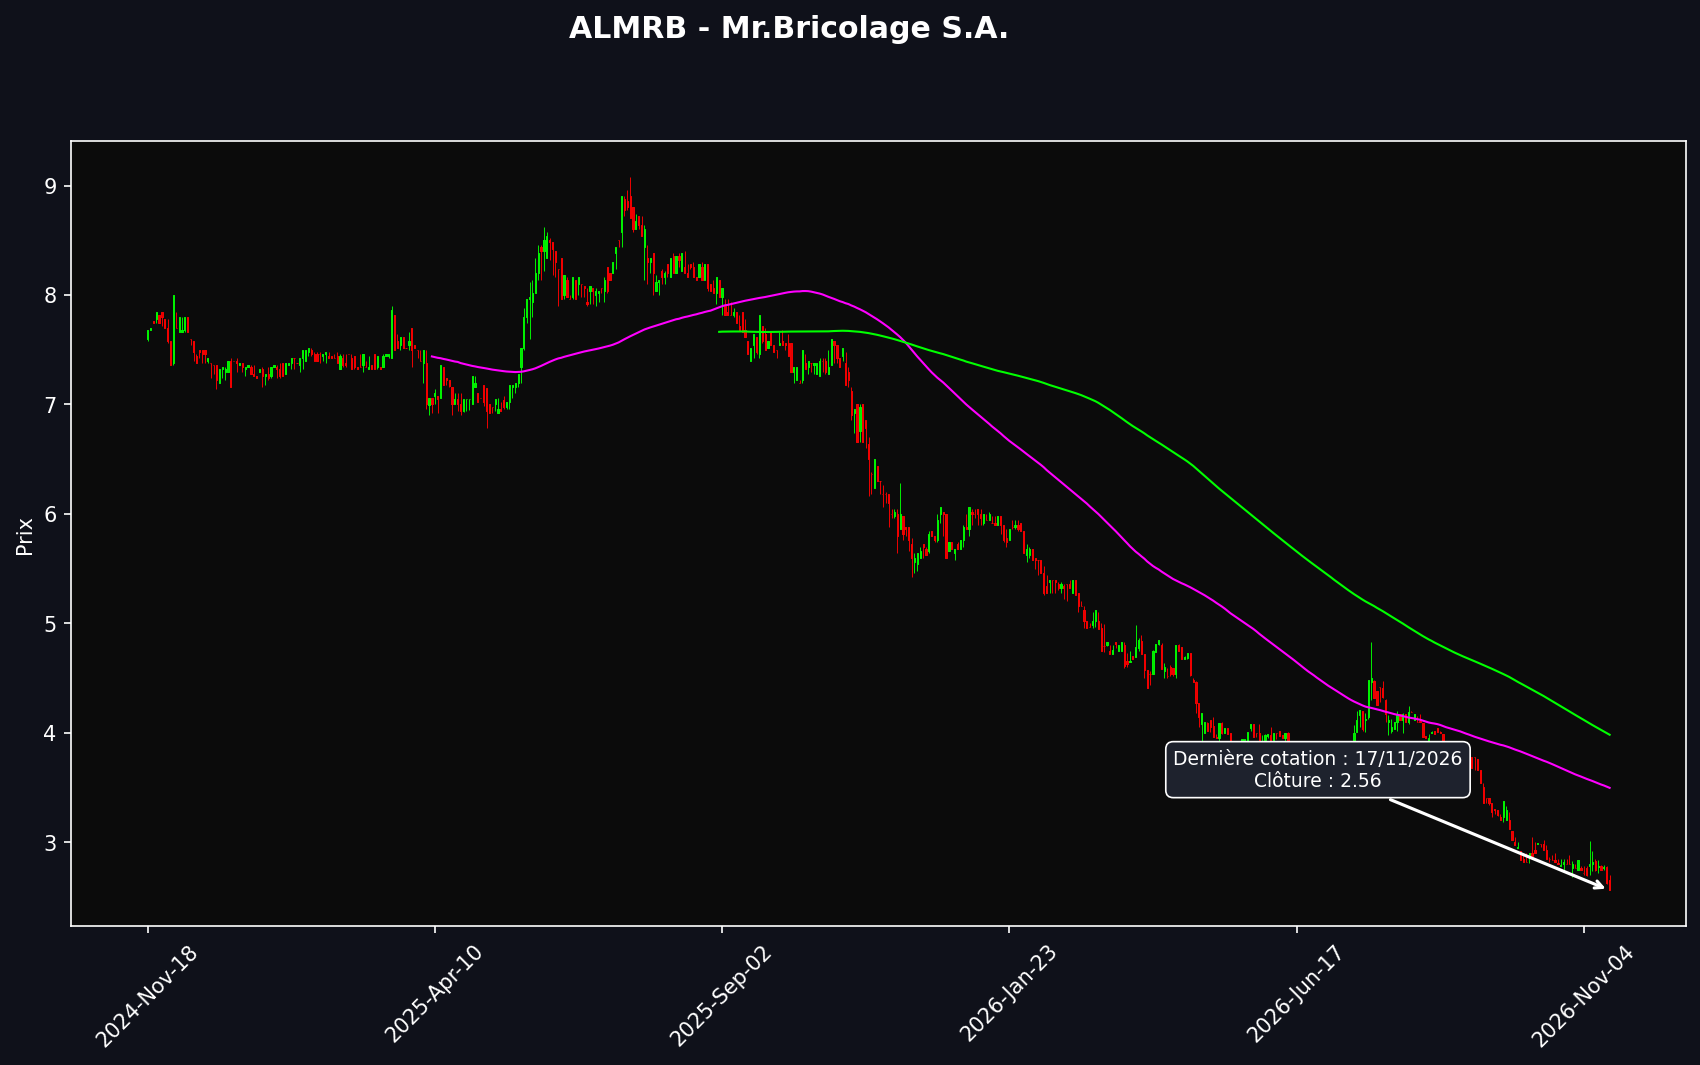 ALMRB - Mr.Bricolage S.A.
Prix
9
8
7
6
5
4
3
Dernière cotation : 17/11/2026
Clôture : 2.56
2024-Nov-18
2025-Apr-10
2025-Sep-02
2026-Jan-23
2026-Jun-17
2026-Nov-04